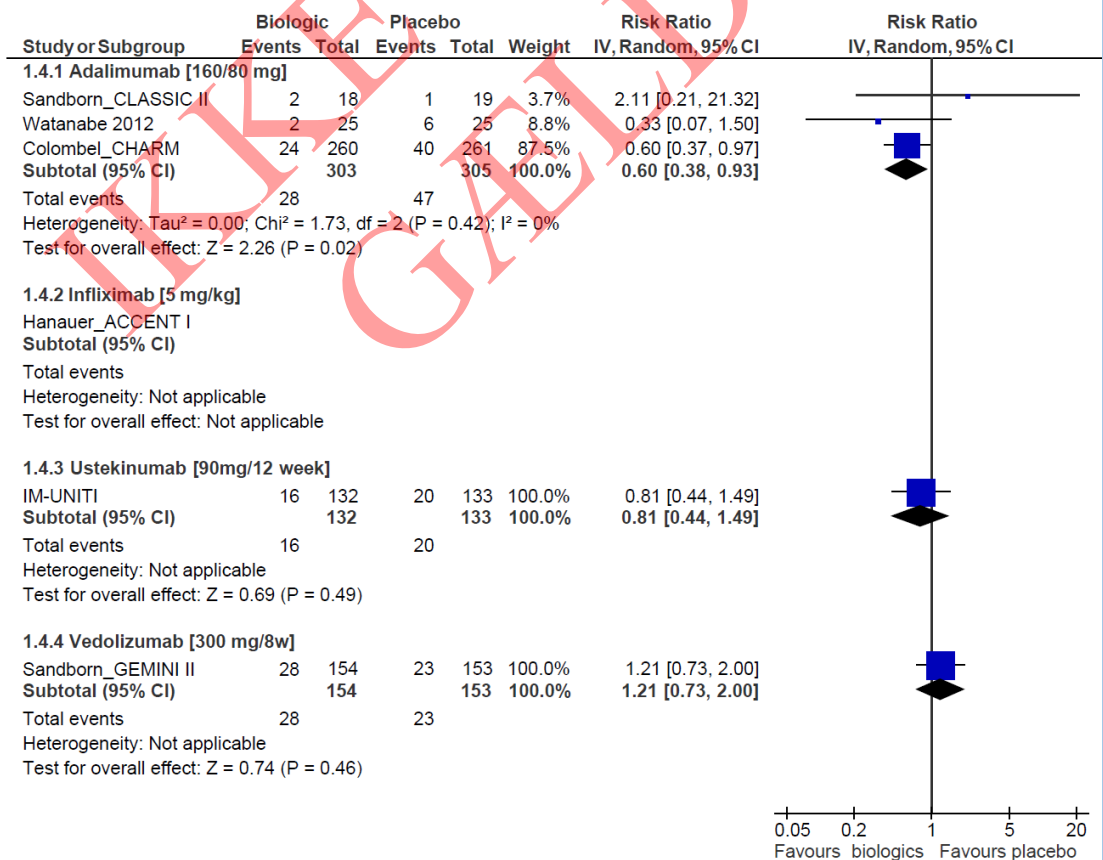 Biologic Placebo Risk Ratio Risk Ratio
Study or Subgroup Events Total Events Total Weight IV, Random, 95% CI IV, Random, 95% CI
1.4.1 Adalimumab [160/80 mg]
Sandborn_CLASSIC II 2 18 1 19 3.7% 2.11 [0.21, 21.32]
Watanabe 2012 2 25 6 25 8.8% 0.33 [0.07, 1.50]
Colombel_CHARM 24 260 40 261 87.5% 0.60 [0.37, 0.97]
Subtotal (95% CI) 303 305 100.0% 0.60 [0.38, 0.93]
Total events 28 47
Heterogeneity: Tau² = 0.00; Chi² = 1.73, df = 2 (P = 0.42); I² = 0%
Test for overall effect: Z = 2.26 (P = 0.02)
1.4.2 Infliximab [5 mg/kg]
Hanauer_ACCENT I
Subtotal (95% CI)
Total events
Heterogeneity: Not applicable
Test for overall effect: Not applicable
1.4.3 Ustekinumab [90mg/12 week]
IM-UNITI 16 132 20 133 100.0% 0.81 [0.44, 1.49]
Subtotal (95% CI) 132 133 100.0% 0.81 [0.44, 1.49]
Total events 16 20
Heterogeneity: Not applicable
Test for overall effect: Z = 0.69 (P = 0.49)
1.4.4 Vedolizumab [300 mg/8w]
Sandborn_GEMINI II 28 154 23 153 100.0% 1.21 [0.73, 2.00]
Subtotal (95% CI) 154 153 100.0% 1.21 [0.73, 2.00]
Total events 28 23
Heterogeneity: Not applicable
Test for overall effect: Z = 0.74 (P = 0.46)
0.05 0.2 1 5 20
Favours biologics Favours placebo
IKKE
GÆLD